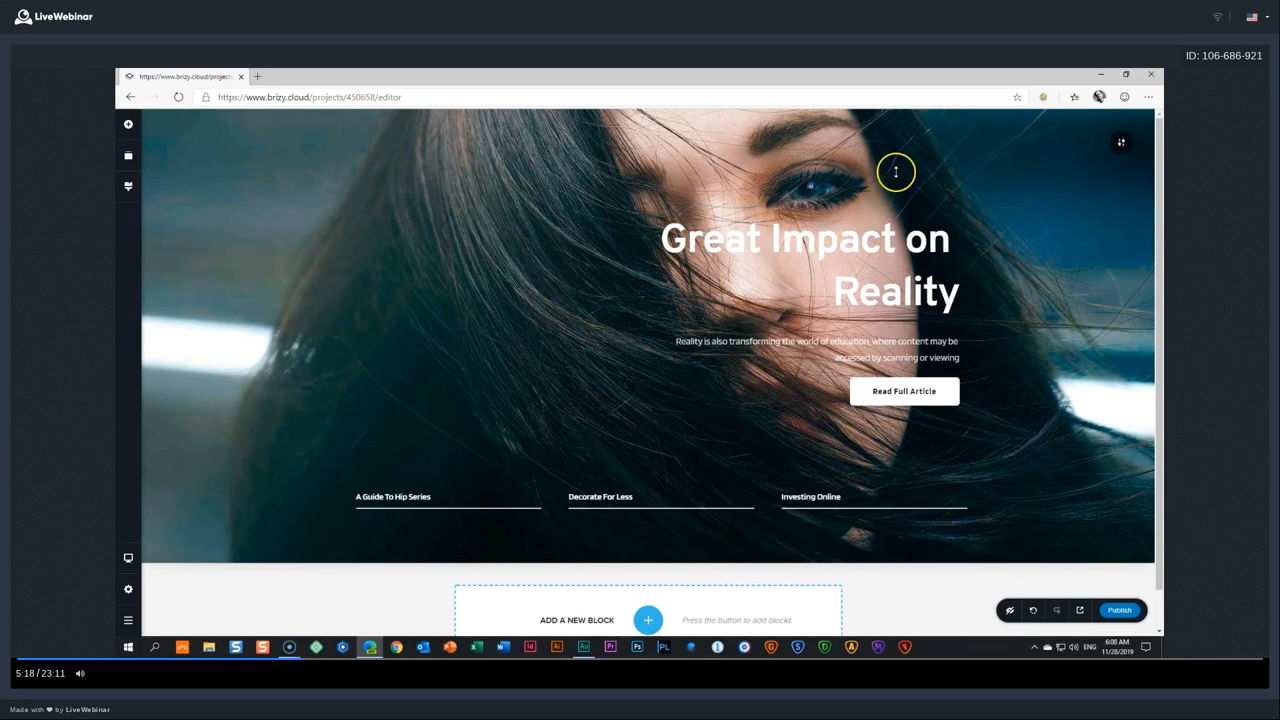 LiveWebinar
ID: 106-686-921
https://www.brizy.cloud/project
https://www.brizy.cloud/projects/450658/editor
Great Impact on
Reality
Reality is also transforming the world of education, where content may be
accessed by scanning or viewing
Read Full Article
A Guide To Hip Series
Decorate For Less
Investing Online
ADD A NEW BLOCK
Press the button to add blocks
Publish
ENG
6:08 AM
11/28/2019
5:18 / 23:11
Made with ❤ by LiveWebinar